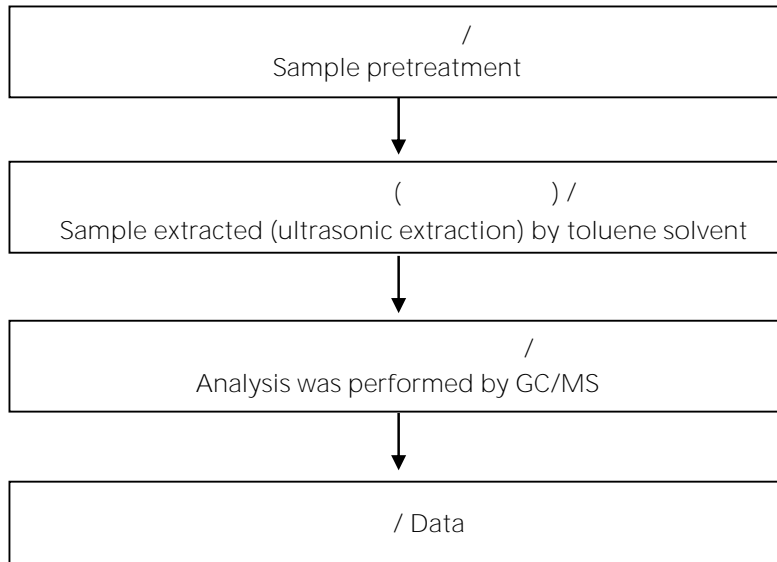 /
Sample pretreatment
( ) /
Sample extracted (ultrasonic extraction) by toluene solvent
/
Analysis was performed by GC/MS
/ Data